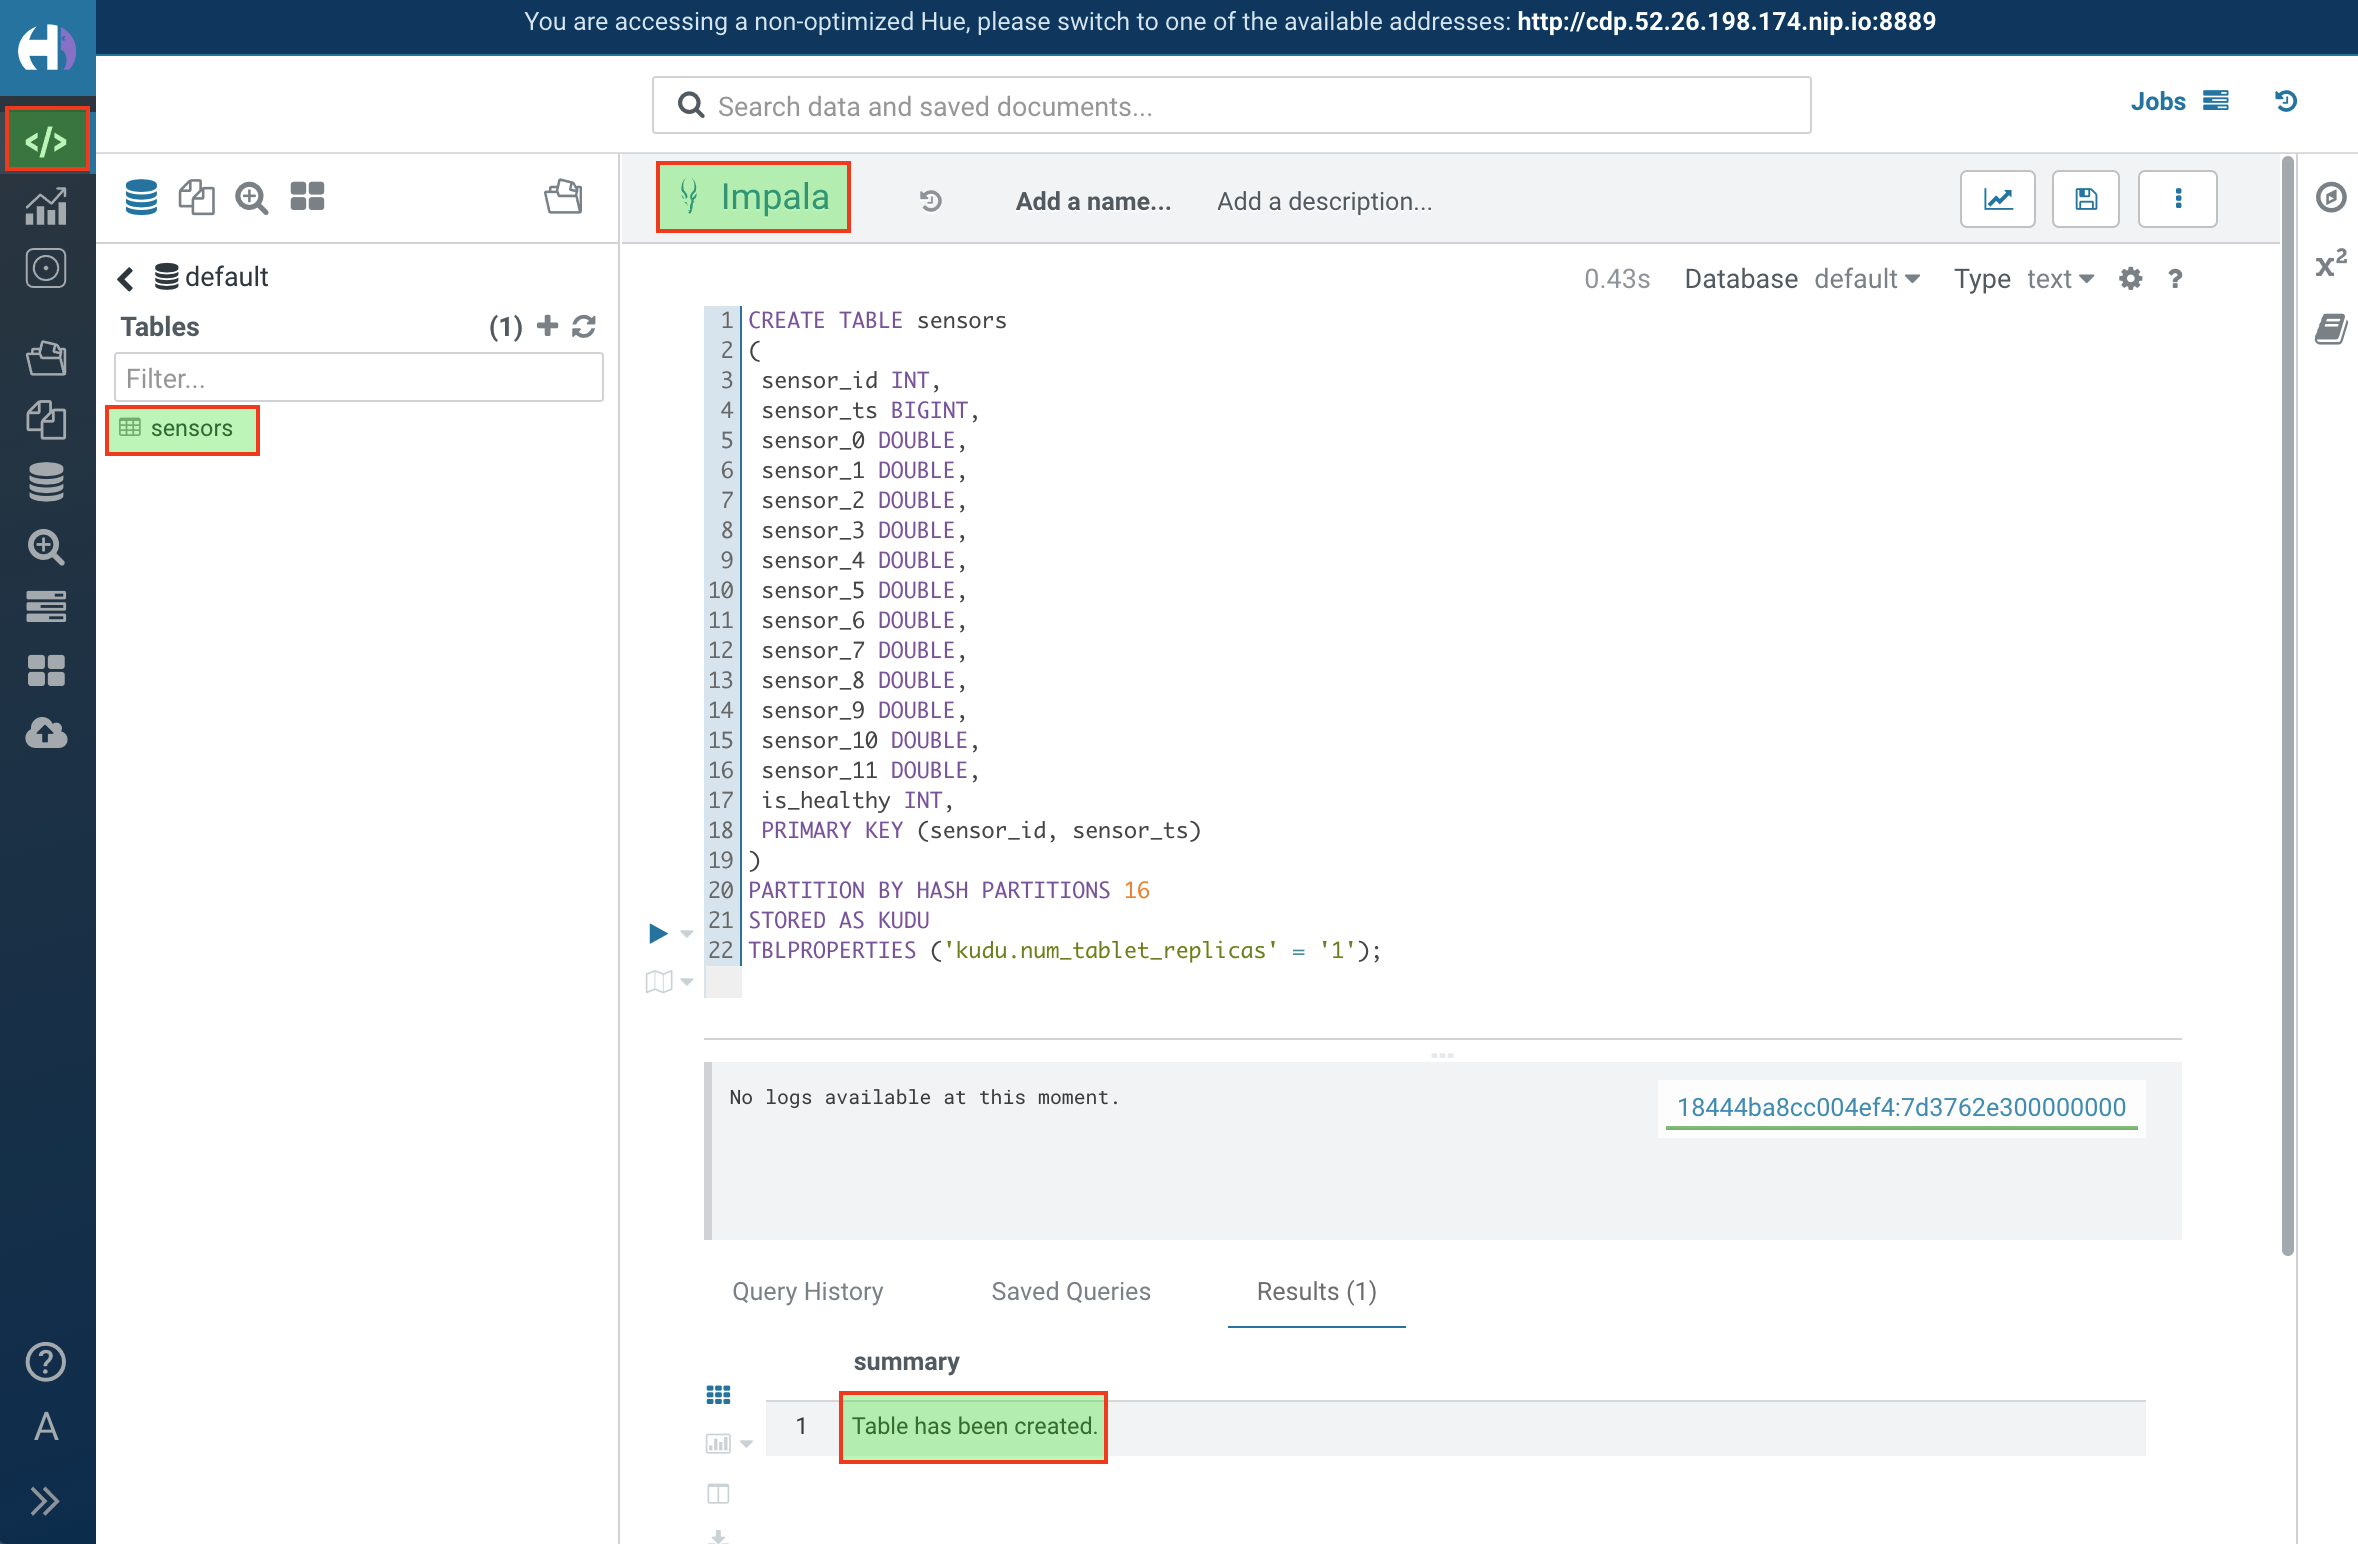 You are accessing a non-optimized Hue, please switch to one of the available addresses: http://cdp.52.26.198.174.nip.io:8889
Search data and saved documents...
Jobs
</>
Impala
Add a name...
Add a description...
default
0.43s Database default Type text ?
Tables (1)
Filter...
sensors
1 CREATE TABLE sensors
2 (
3 sensor_id INT,
4 sensor_ts BIGINT,
5 sensor_0 DOUBLE,
6 sensor_1 DOUBLE,
7 sensor_2 DOUBLE,
8 sensor_3 DOUBLE,
9 sensor_4 DOUBLE,
10 sensor_5 DOUBLE,
11 sensor_6 DOUBLE,
12 sensor_7 DOUBLE,
13 sensor_8 DOUBLE,
14 sensor_9 DOUBLE,
15 sensor_10 DOUBLE,
16 sensor_11 DOUBLE,
17 is_healthy INT,
18 PRIMARY KEY (sensor_id, sensor_ts)
19 )
20 PARTITION BY HASH PARTITIONS 16
21 STORED AS KUDU
22 TBLPROPERTIES ('kudu.num_tablet_replicas' = '1');
x²
No logs available at this moment.
18444ba8cc004ef4:7d3762e300000000
Query History
Saved Queries
Results (1)
summary
1 Table has been created.
?
A